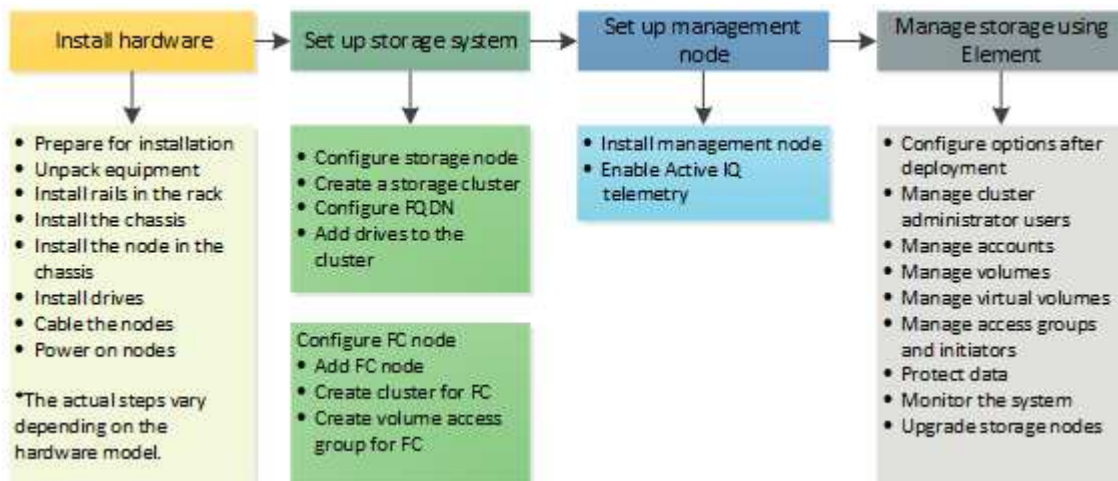 Install hardware
Set up storage system
Set up management
node
Manage storage using
Element
• Prepare for installation
• Unpack equipment
• Install rails in the rack
• Install the chassis
• Install the node in the
chassis
• Install drives
• Cable the nodes
• Power on nodes
*The actual steps vary
depending on the
hardware model.
• Configure storage node
• Create a storage cluster
• Configure FQDN
• Add drives to the
cluster
Configure FC node
• Add FC node
• Create cluster for FC
• Create volume access
group for FC
• Install management node
• Enable Active IQ
telemetry
• Configure options after
deployment
• Manage cluster
administrator users
• Manage accounts
• Manage volumes
• Manage virtual volumes
• Manage access groups
and initiators
• Protect data
• Monitor the system
• Upgrade storage nodes